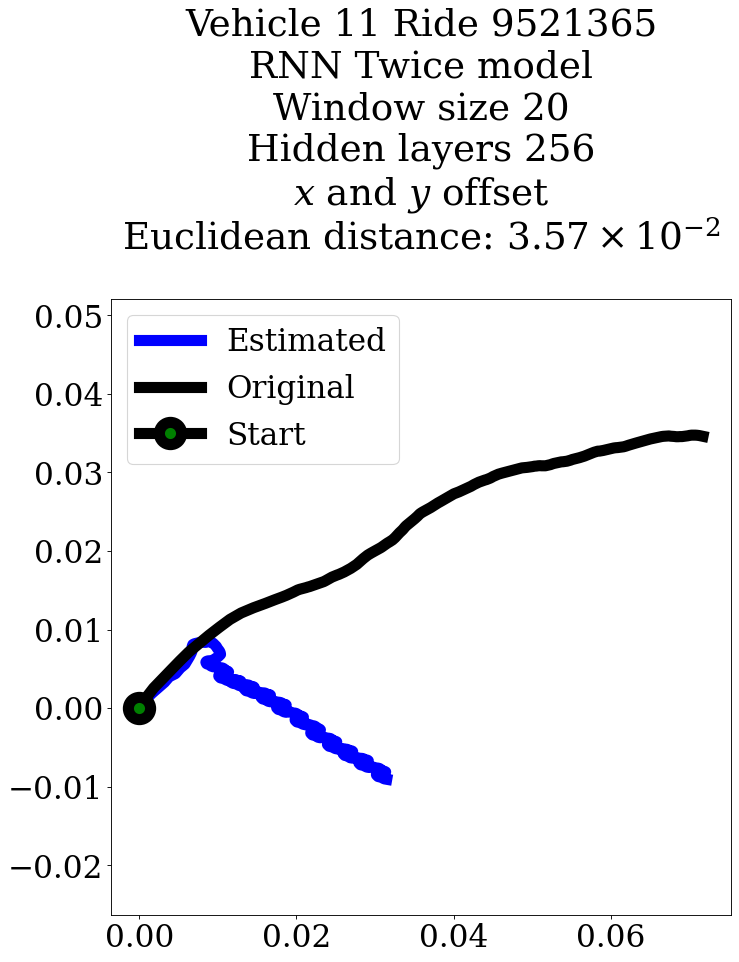 Vehicle 11 Ride 9521365
RNN Twice model
Window size 20
Hidden layers 256
x and y offset
Euclidean distance: 3.57 × 10⁻²
Estimated
Original
Start
0.05
0.04
0.03
0.02
0.01
0.00
−0.01
−0.02
0.00 0.02 0.04 0.06